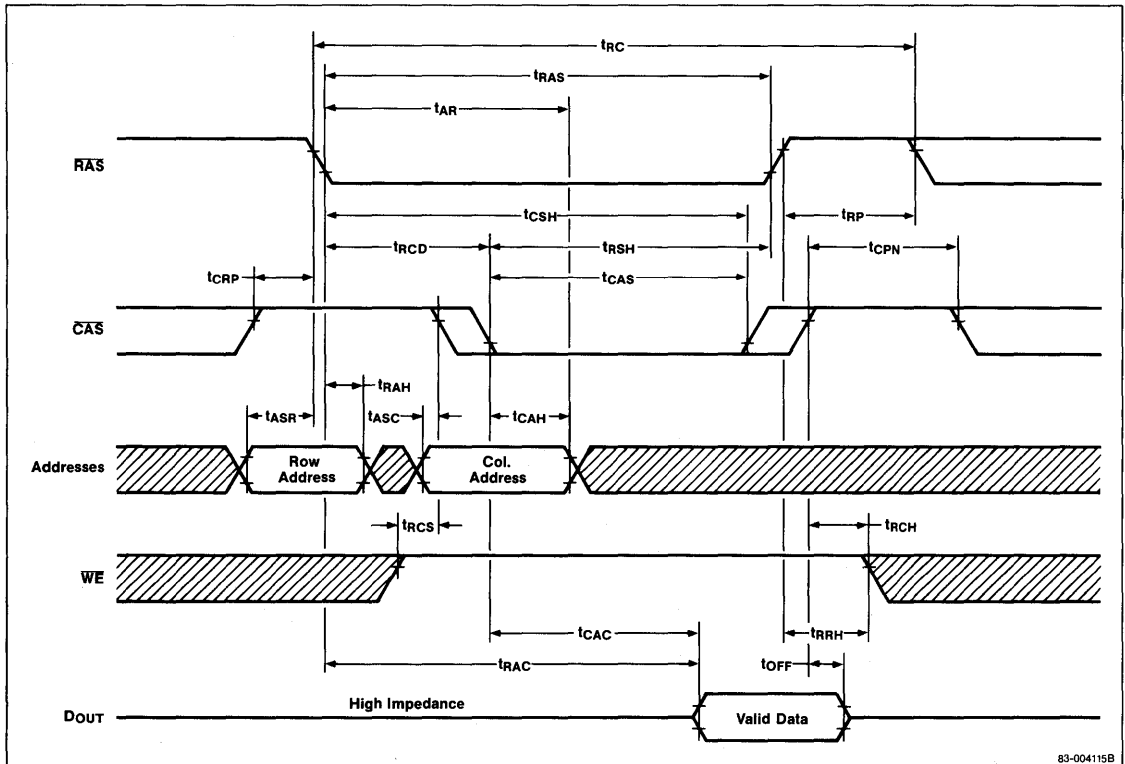 tRC
tRAS
tAR
RAS
tRP
tCSH
tRCD
tRSH
tCPN
tCRP
tCAS
CAS
tRAH
tASR
tASC
tCAH
Addresses
Row
Address
Col.
Address
tRCS
tRCH
WE
tCAC
tRRH
tRAC
tOFF
High Impedance
DOUT
Valid Data
83-004115B